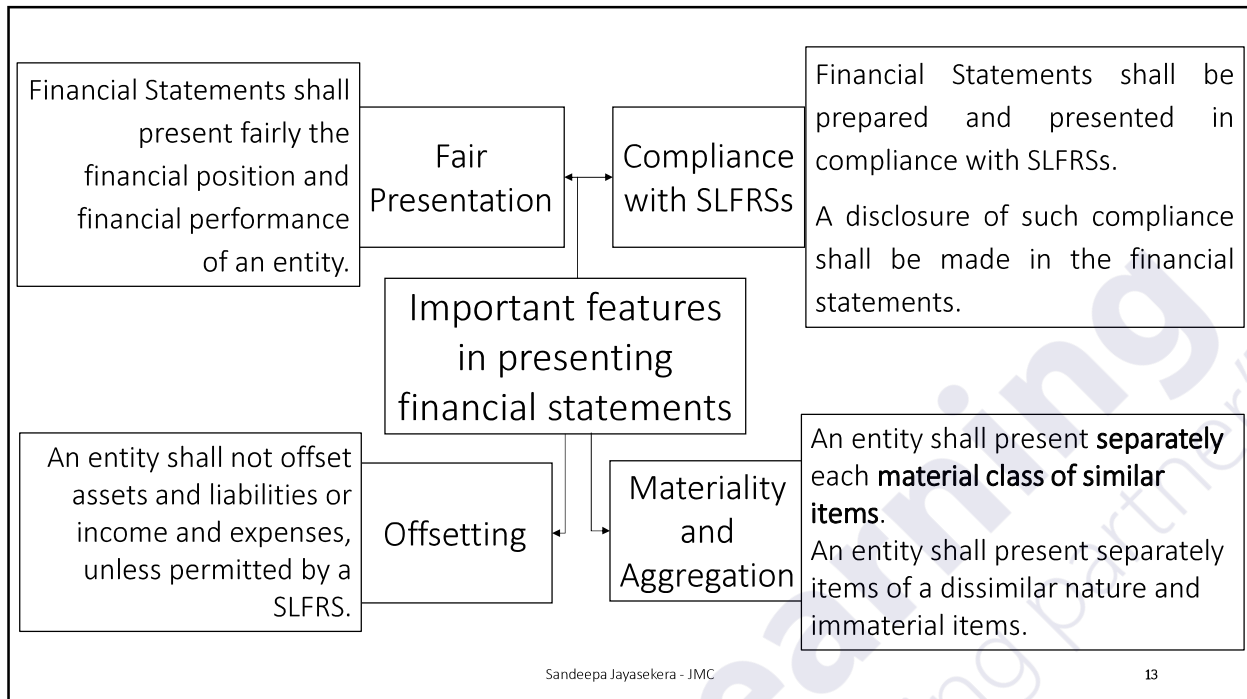 Financial Statements shall
present fairly the
financial position and
financial performance
of an entity.
Fair
Presentation
Compliance
with SLFRSs
Financial Statements shall be
prepared and presented in
compliance with SLFRSs.
A disclosure of such compliance
shall be made in the financial
statements.
Important features
in presenting
financial statements
An entity shall not offset
assets and liabilities or
income and expenses,
unless permitted by a
SLFRS.
Offsetting
Materiality
and
Aggregation
An entity shall present separately
each material class of similar
items.
An entity shall present separately
items of a dissimilar nature and
immaterial items.
Sandeepa Jayasekera - JMC
13